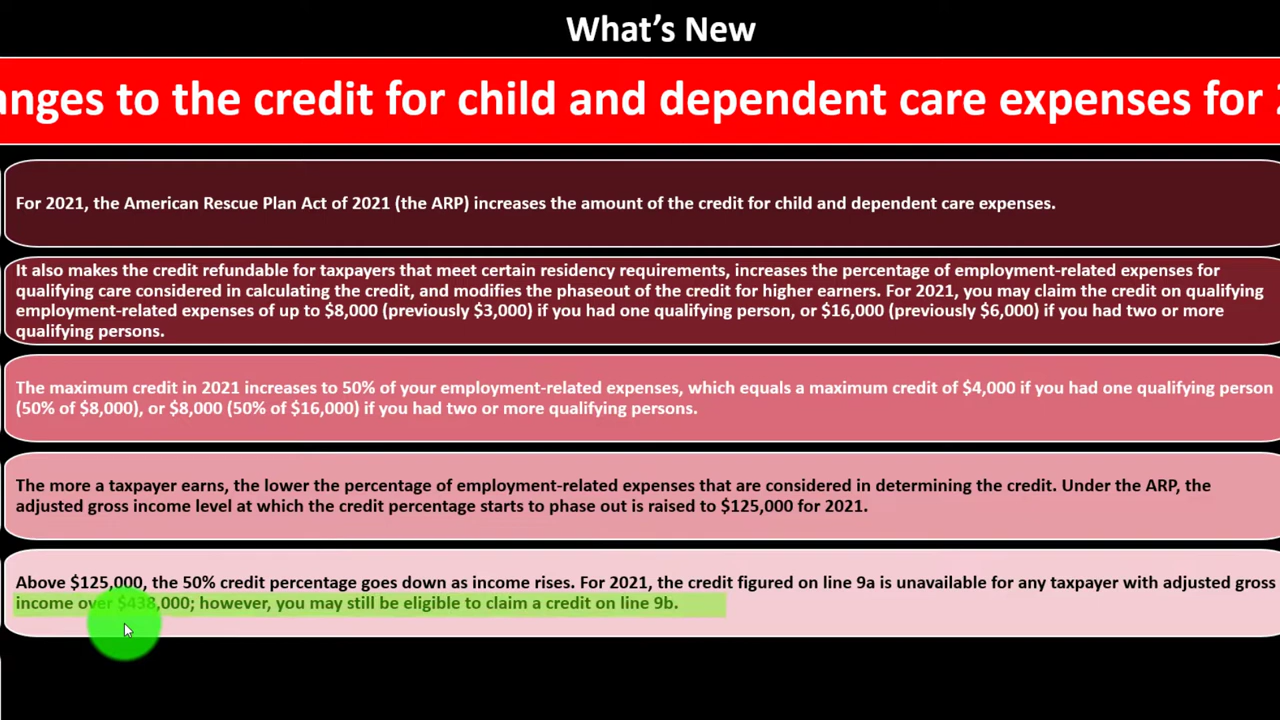 What's New
anges to the credit for child and dependent care expenses for 2
For 2021, the American Rescue Plan Act of 2021 (the ARP) increases the amount of the credit for child and dependent care expenses.
It also makes the credit refundable for taxpayers that meet certain residency requirements, increases the percentage of employment-related expenses for
qualifying care considered in calculating the credit, and modifies the phaseout of the credit for higher earners. For 2021, you may claim the credit on qualifying
employment-related expenses of up to $8,000 (previously $3,000) if you had one qualifying person, or $16,000 (previously $6,000) if you had two or more
qualifying persons.
The maximum credit in 2021 increases to 50% of your employment-related expenses, which equals a maximum credit of $4,000 if you had one qualifying person
(50% of $8,000), or $8,000 (50% of $16,000) if you had two or more qualifying persons.
The more a taxpayer earns, the lower the percentage of employment-related expenses that are considered in determining the credit. Under the ARP, the
adjusted gross income level at which the credit percentage starts to phase out is raised to $125,000 for 2021.
Above $125,000, the 50% credit percentage goes down as income rises. For 2021, the credit figured on line 9a is unavailable for any taxpayer with adjusted gross
income over $438,000; however, you may still be eligible to claim a credit on line 9b.